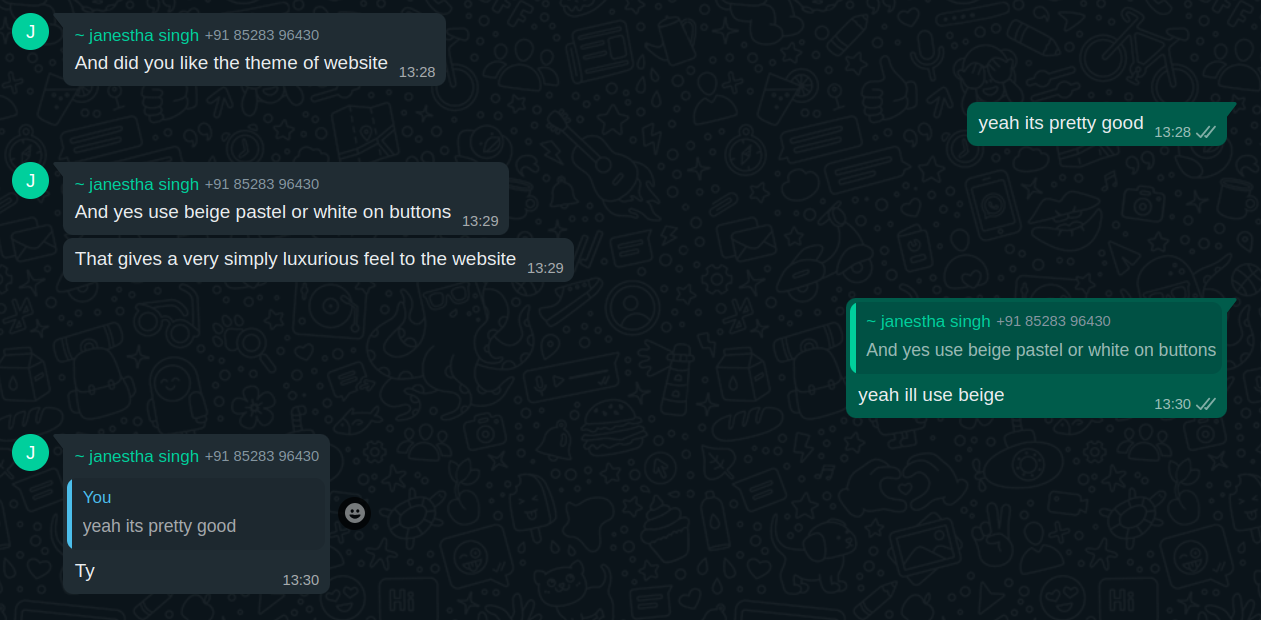 J
~ janestha singh +91 85283 96430
And did you like the theme of website 13:28
yeah its pretty good 13:28
J
~ janestha singh +91 85283 96430
And yes use beige pastel or white on buttons 13:29
That gives a very simply luxurious feel to the website 13:29
~ janestha singh +91 85283 96430
And yes use beige pastel or white on buttons
yeah ill use beige 13:30
J
~ janestha singh +91 85283 96430
You
yeah its pretty good
Ty 13:30